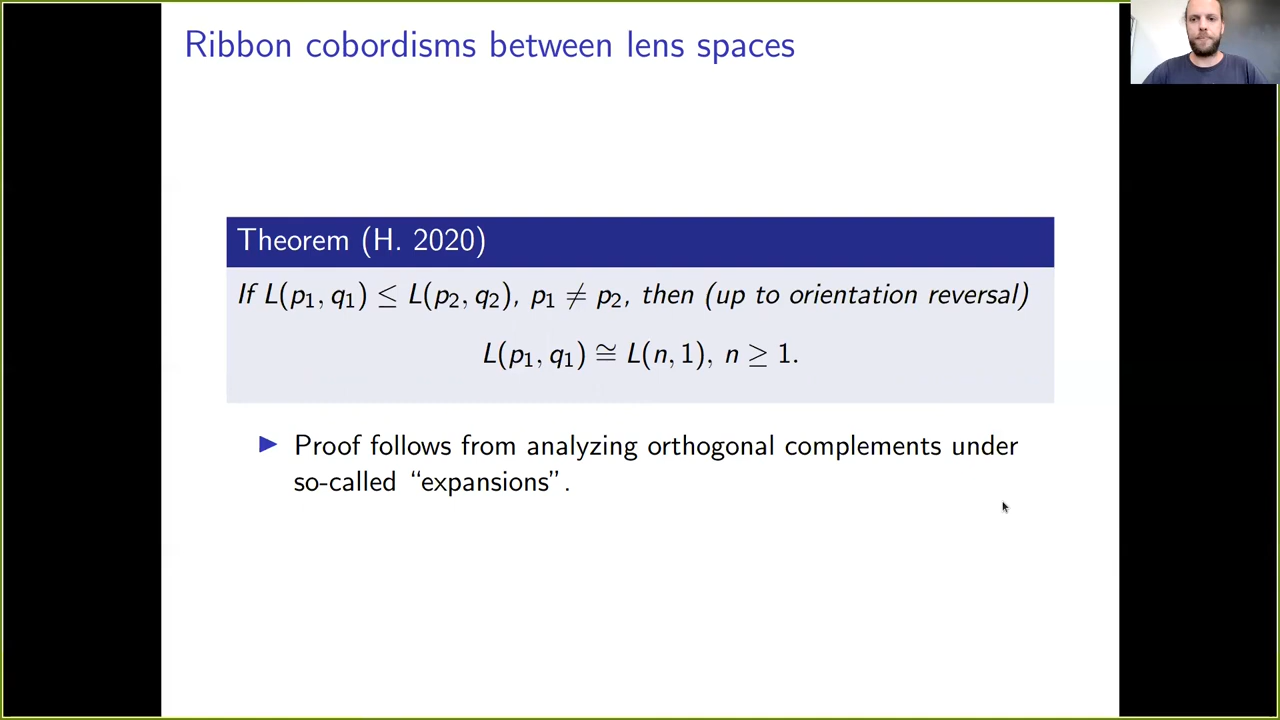 Ribbon cobordisms between lens spaces
Theorem (H. 2020)
If L(p₁, q₁) ≤ L(p₂, q₂), p₁ ≠ p₂, then (up to orientation reversal)
L(p₁, q₁) ≅ L(n, 1), n ≥ 1.
▶ Proof follows from analyzing orthogonal complements under
so-called “expansions”.